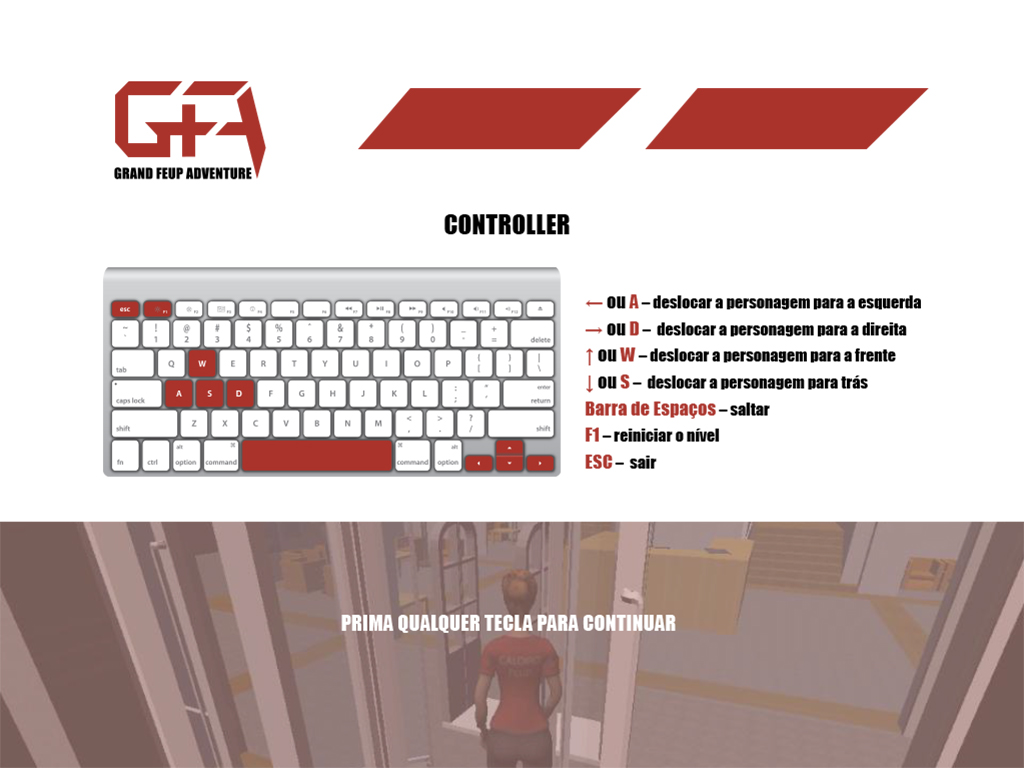 G+A
GRAND FEUP ADVENTURE
CONTROLLER
← ou A – deslocar a personagem para a esquerda
→ ou D – deslocar a personagem para a direita
↑ ou W – deslocar a personagem para a frente
↓ ou S – deslocar a personagem para trás
Barra de Espaços – saltar
F1 – reiniciar o nível
ESC – sair
esc F1 F2 F3 F4 F5 F6 F7 F8 F9 F10 F11 F12
~ ! @ # $ % ^ & * ( ) _ +
` 1 2 3 4 5 6 7 8 9 0 - = delete
tab Q W E R T Y U I O P { [ } ] | \
caps lock A S D F G H J K L : ; " ' enter return
shift Z X C V B N M < , > . ? / shift
fn ctrl alt option ⌘ command ⌘ command alt option
PRIMA QUALQUER TECLA PARA CONTINUAR